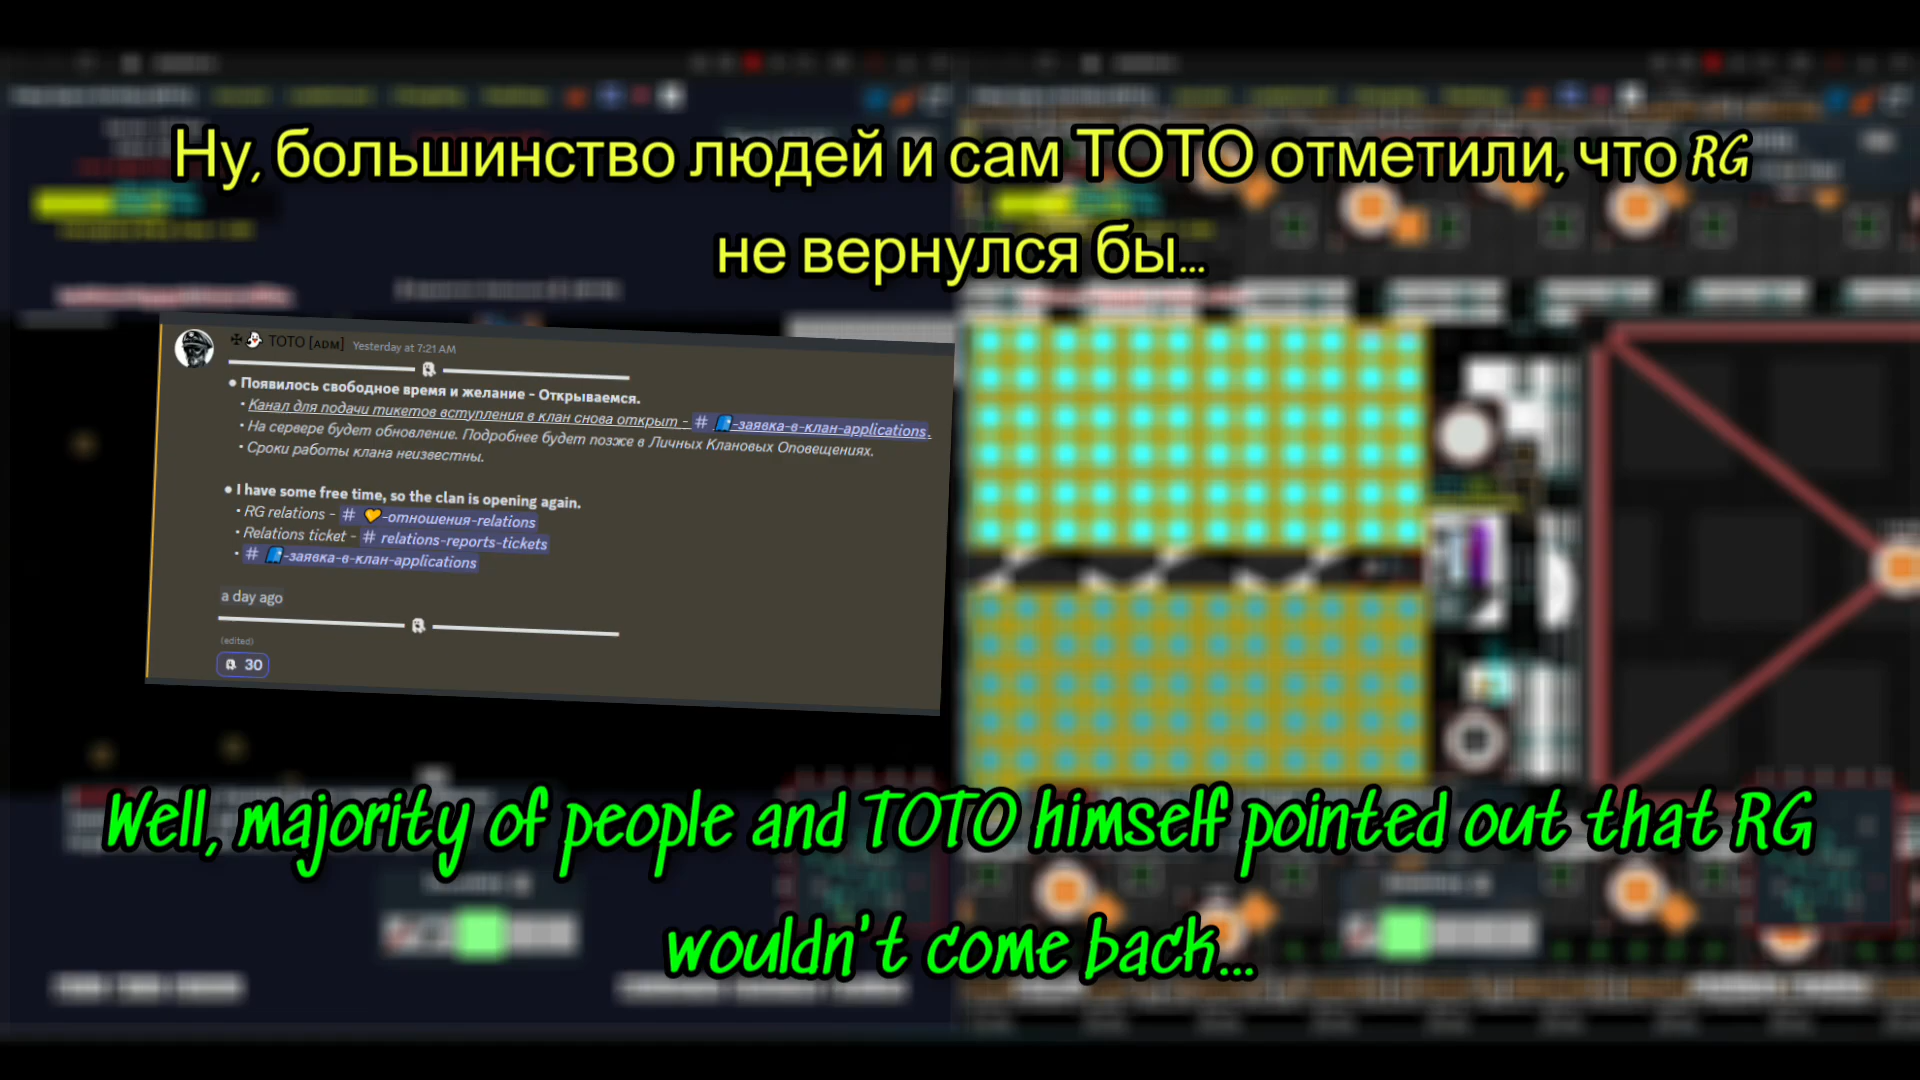 Ну, большинство людей и сам ТОТО отметили, что RG
не вернулся бы...
TOTO [ADM] Yesterday at 7:21 AM
● Появилось свободное время и желание - Открываемся.
• Канал для подачи тикетов вступления в клан снова открыт - # 📘-заявка-в-клан-applications.
• На сервере будет обновление. Подробнее будет позже в Личных Клановых Оповещениях.
• Сроки работы клана неизвестны.
● I have some free time, so the clan is opening again.
• RG relations - # 💛-отношения-relations
• Relations ticket - # relations-reports-tickets
• # 📘-заявка-в-клан-applications
a day ago
(edited)
30
Well, majority of people and TOTO himself pointed out that RG
wouldn't come back...